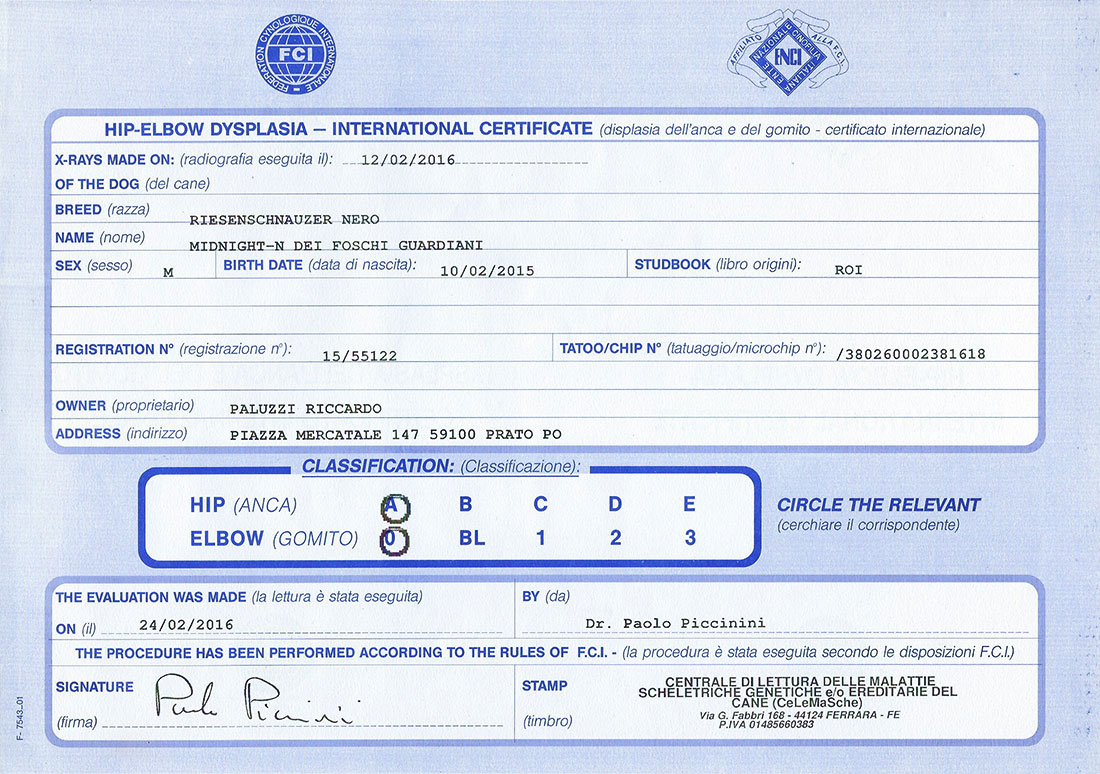 FEDERATION CYNOLOGIQUE INTERNATIONALE
FCI
AFFILIATO ALLA F.C.I.
ENTE NAZIONALE CINOFILIA ITALIANA
ENCI
HIP-ELBOW DYSPLASIA – INTERNATIONAL CERTIFICATE (displasia dell'anca e del gomito - certificato internazionale)
X-RAYS MADE ON: (radiografia eseguita il): 12/02/2016
OF THE DOG (del cane)
BREED (razza) RIESENSCHNAUZER NERO
NAME (nome) MIDNIGHT-N DEI FOSCHI GUARDIANI
SEX (sesso) M BIRTH DATE (data di nascita): 10/02/2015 STUDBOOK (libro origini): ROI
REGISTRATION N° (registrazione n°): 15/55122 TATOO/CHIP N° (tatuaggio/microchip n°): /380260002381618
OWNER (proprietario) PALUZZI RICCARDO
ADDRESS (indirizzo) PIAZZA MERCATALE 147 59100 PRATO PO
CLASSIFICATION: (Classificazione):
HIP (ANCA) A B C D E
ELBOW (GOMITO) 0 BL 1 2 3
CIRCLE THE RELEVANT
(cerchiare il corrispondente)
THE EVALUATION WAS MADE (la lettura è stata eseguita) BY (da)
ON (il) 24/02/2016 Dr. Paolo Piccinini
THE PROCEDURE HAS BEEN PERFORMED ACCORDING TO THE RULES OF F.C.I. - (la procedura è stata eseguita secondo le disposizioni F.C.I.)
SIGNATURE Paolo Piccinini STAMP
(firma) (timbro)
CENTRALE DI LETTURA DELLE MALATTIE
SCHELETRICHE GENETICHE e/o EREDITARIE DEL
CANE (CeLeMaSche)
Via G. Fabbri 168 - 44124 FERRARA - FE
P.IVA 01485660383
F- 7543_01